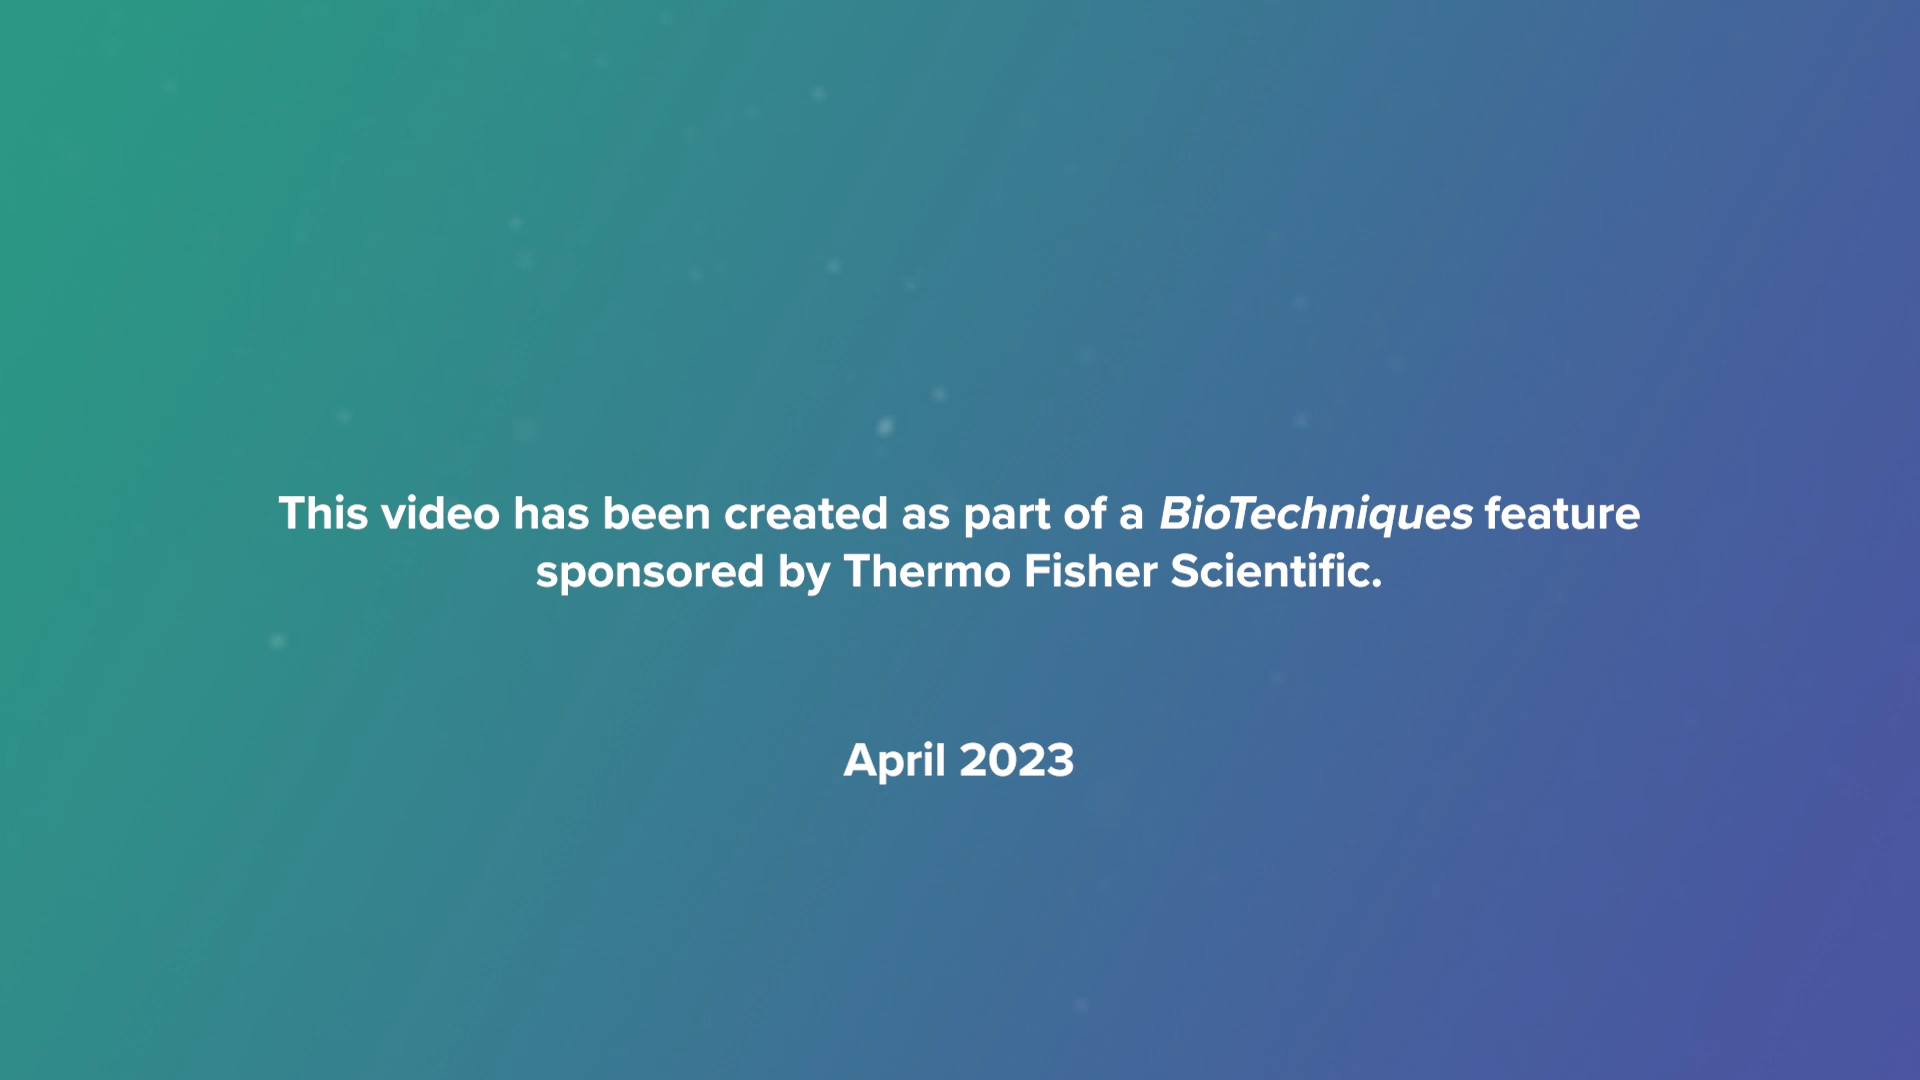 This video has been created as part of a BioTechniques feature
sponsored by Thermo Fisher Scientific.
April 2023